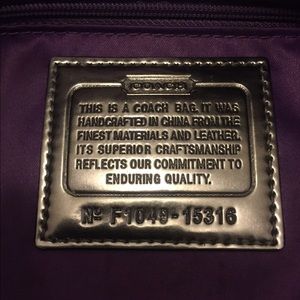 COACH
THIS IS A COACH BAG. IT WAS
HANDCRAFTED IN CHINA FROM THE
FINEST MATERIALS AND LEATHER.
ITS SUPERIOR CRAFTSMANSHIP
REFLECTS OUR COMMITMENT TO
ENDURING QUALITY.
Nº F1049-15316